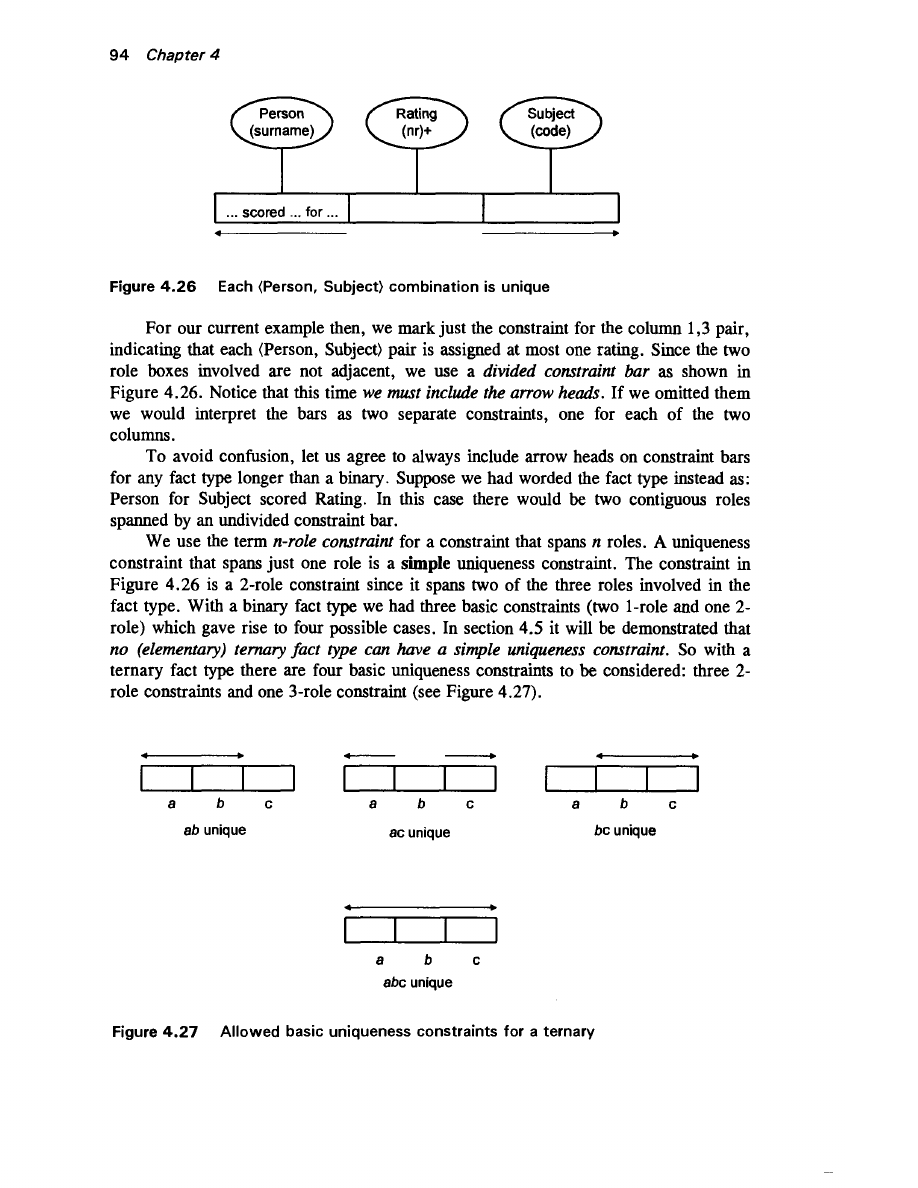 94 Chapter 4
Person Rating Subject
(surname) (nr)+ (code)
... scored ... for ...
Figure 4.26 Each (Person, Subject) combination is unique
For our current example then, we mark just the constraint for the column 1,3 pair,
indicating that each (Person, Subject) pair is assigned at most one rating. Since the two
role boxes involved are not adjacent, we use a divided constraint bar as shown in
Figure 4.26. Notice that this time we must include the arrow heads. If we omitted them
we would interpret the bars as two separate constraints, one for each of the two
columns.
To avoid confusion, let us agree to always include arrow heads on constraint bars
for any fact type longer than a binary. Suppose we had worded the fact type instead as:
Person for Subject scored Rating. In this case there would be two contiguous roles
spanned by an undivided constraint bar.
We use the term n-role constraint for a constraint that spans n roles. A uniqueness
constraint that spans just one role is a simple uniqueness constraint. The constraint in
Figure 4.26 is a 2-role constraint since it spans two of the three roles involved in the
fact type. With a binary fact type we had three basic constraints (two 1-role and one 2-
role) which gave rise to four possible cases. In section 4.5 it will be demonstrated that
no (elementary) ternary fact type can have a simple uniqueness constraint. So with a
ternary fact type there are four basic uniqueness constraints to be considered: three 2-
role constraints and one 3-role constraint (see Figure 4.27).
a b c a b c a b c
ab unique ac unique bc unique
a b c
abc unique
Figure 4.27 Allowed basic uniqueness constraints for a ternary